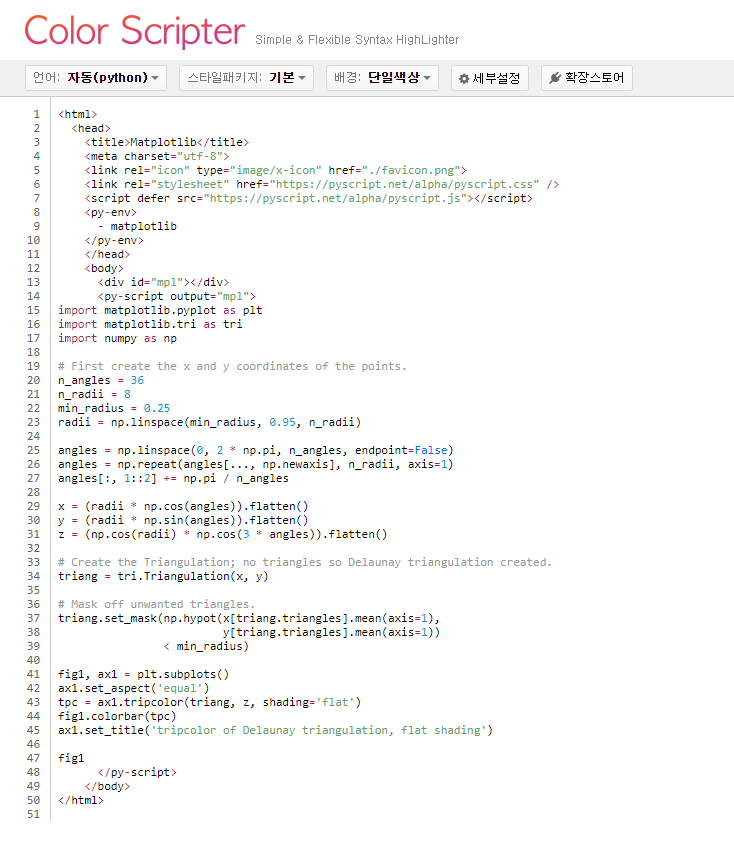 Color Scripter Simple & Flexible Syntax HighLighter
언어: 자동(python) 스타일패키지: 기본 배경: 단일색상 세부설정 확장스토어
1 <html>
2   <head>
3     <title>Matplotlib</title>
4     <meta charset="utf-8">
5     <link rel="icon" type="image/x-icon" href="./favicon.png">
6     <link rel="stylesheet" href="https://pyscript.net/alpha/pyscript.css" />
7     <script defer src="https://pyscript.net/alpha/pyscript.js"></script>
8     <py-env>
9       - matplotlib
10     </py-env>
11     </head>
12     <body>
13       <div id="mpl"></div>
14       <py-script output="mpl">
15 import matplotlib.pyplot as plt
16 import matplotlib.tri as tri
17 import numpy as np
18
19 # First create the x and y coordinates of the points.
20 n_angles = 36
21 n_radii = 8
22 min_radius = 0.25
23 radii = np.linspace(min_radius, 0.95, n_radii)
24
25 angles = np.linspace(0, 2 * np.pi, n_angles, endpoint=False)
26 angles = np.repeat(angles[..., np.newaxis], n_radii, axis=1)
27 angles[:, 1::2] += np.pi / n_angles
28
29 x = (radii * np.cos(angles)).flatten()
30 y = (radii * np.sin(angles)).flatten()
31 z = (np.cos(radii) * np.cos(3 * angles)).flatten()
32
33 # Create the Triangulation; no triangles so Delaunay triangulation created.
34 triang = tri.Triangulation(x, y)
35
36 # Mask off unwanted triangles.
37 triang.set_mask(np.hypot(x[triang.triangles].mean(axis=1),
38                          y[triang.triangles].mean(axis=1))
39                 < min_radius)
40
41 fig1, ax1 = plt.subplots()
42 ax1.set_aspect('equal')
43 tpc = ax1.tripcolor(triang, z, shading='flat')
44 fig1.colorbar(tpc)
45 ax1.set_title('tripcolor of Delaunay triangulation, flat shading')
46
47 fig1
48       </py-script>
49     </body>
50 </html>
51